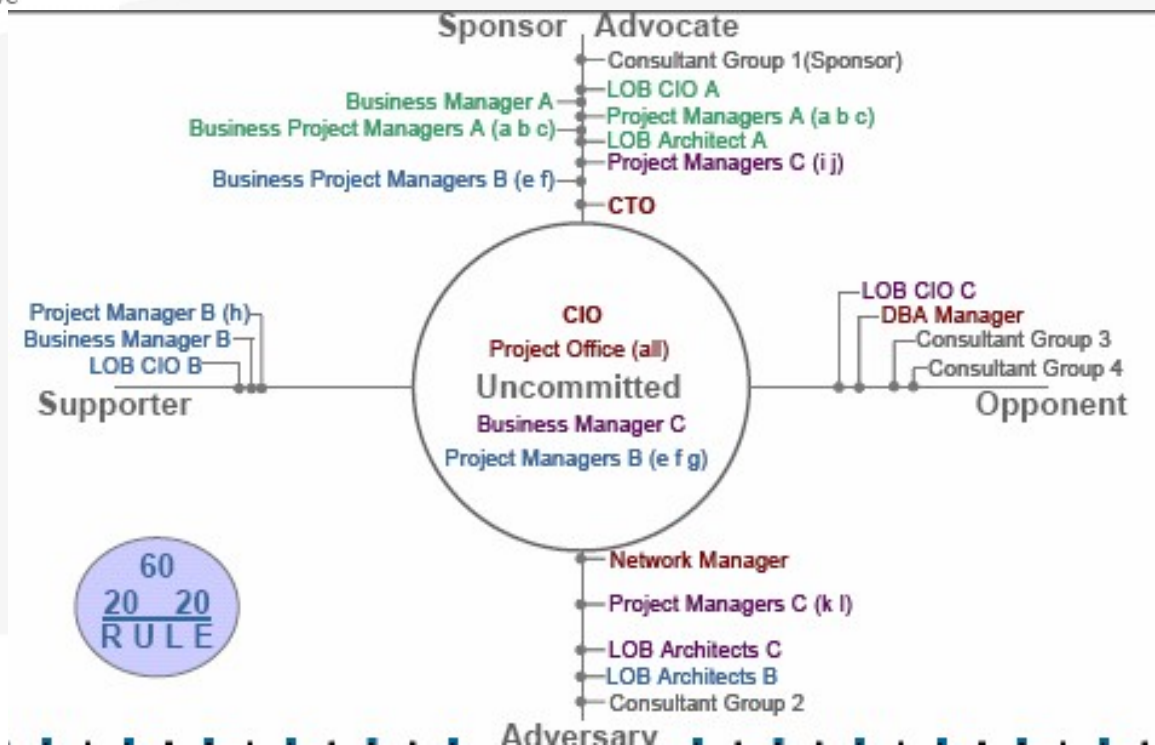 Sponsor Advocate
Consultant Group 1(Sponsor)
LOB CIO A
Business Manager A
Project Managers A (a b c)
Business Project Managers A (a b c)
LOB Architect A
Project Managers C (i j)
Business Project Managers B (e f)
CTO
LOB CIO C
Project Manager B (h)
CIO
DBA Manager
Business Manager B
Project Office (all)
Consultant Group 3
LOB CIO B
Consultant Group 4
Uncommitted
Supporter
Opponent
Business Manager C
Project Managers B (e f g)
Network Manager
60
20 20
RULE
Project Managers C (k l)
LOB Architects C
LOB Architects B
Consultant Group 2
Adversary